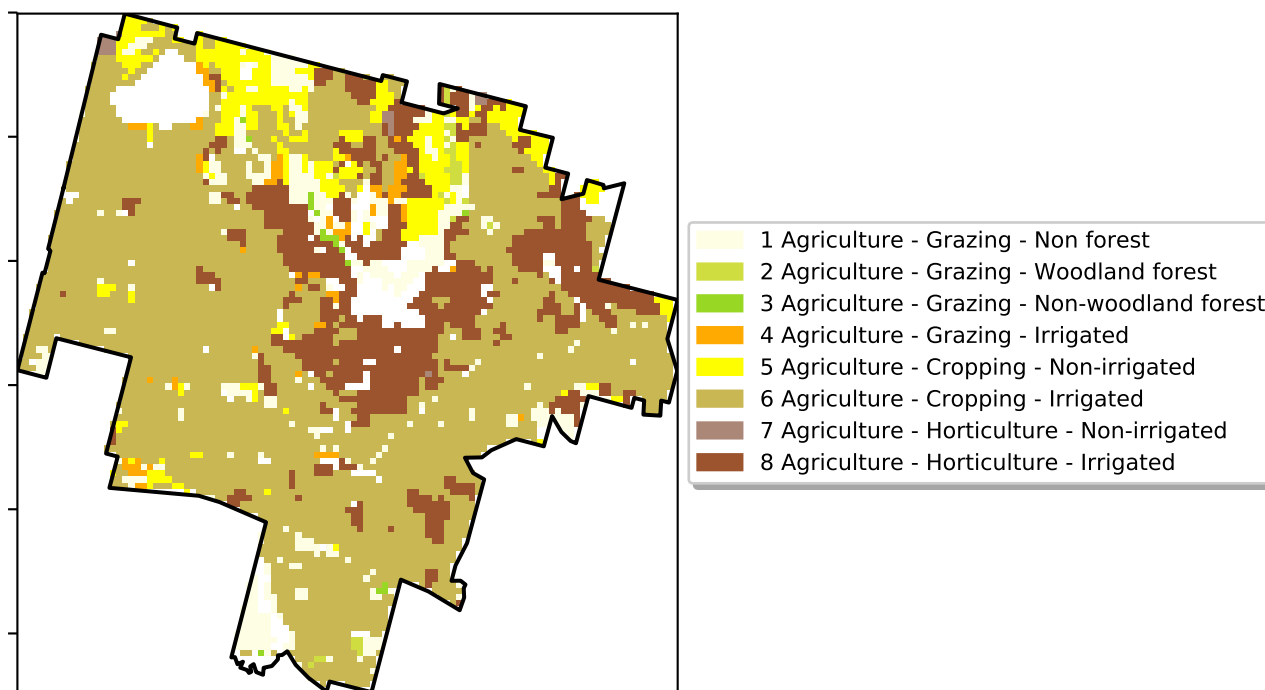 1 Agriculture - Grazing - Non forest
2 Agriculture - Grazing - Woodland forest
3 Agriculture - Grazing - Non-woodland forest
4 Agriculture - Grazing - Irrigated
5 Agriculture - Cropping - Non-irrigated
6 Agriculture - Cropping - Irrigated
7 Agriculture - Horticulture - Non-irrigated
8 Agriculture - Horticulture - Irrigated